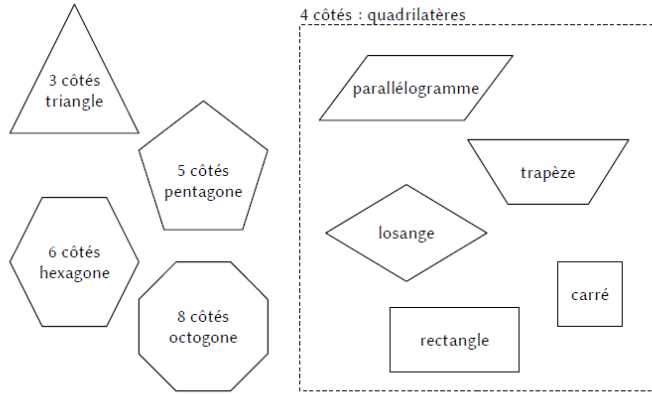 3 côtés
triangle
5 côtés
pentagone
6 côtés
hexagone
8 côtés
octogone
4 côtés : quadrilatères
parallélogramme
trapèze
losange
carré
rectangle